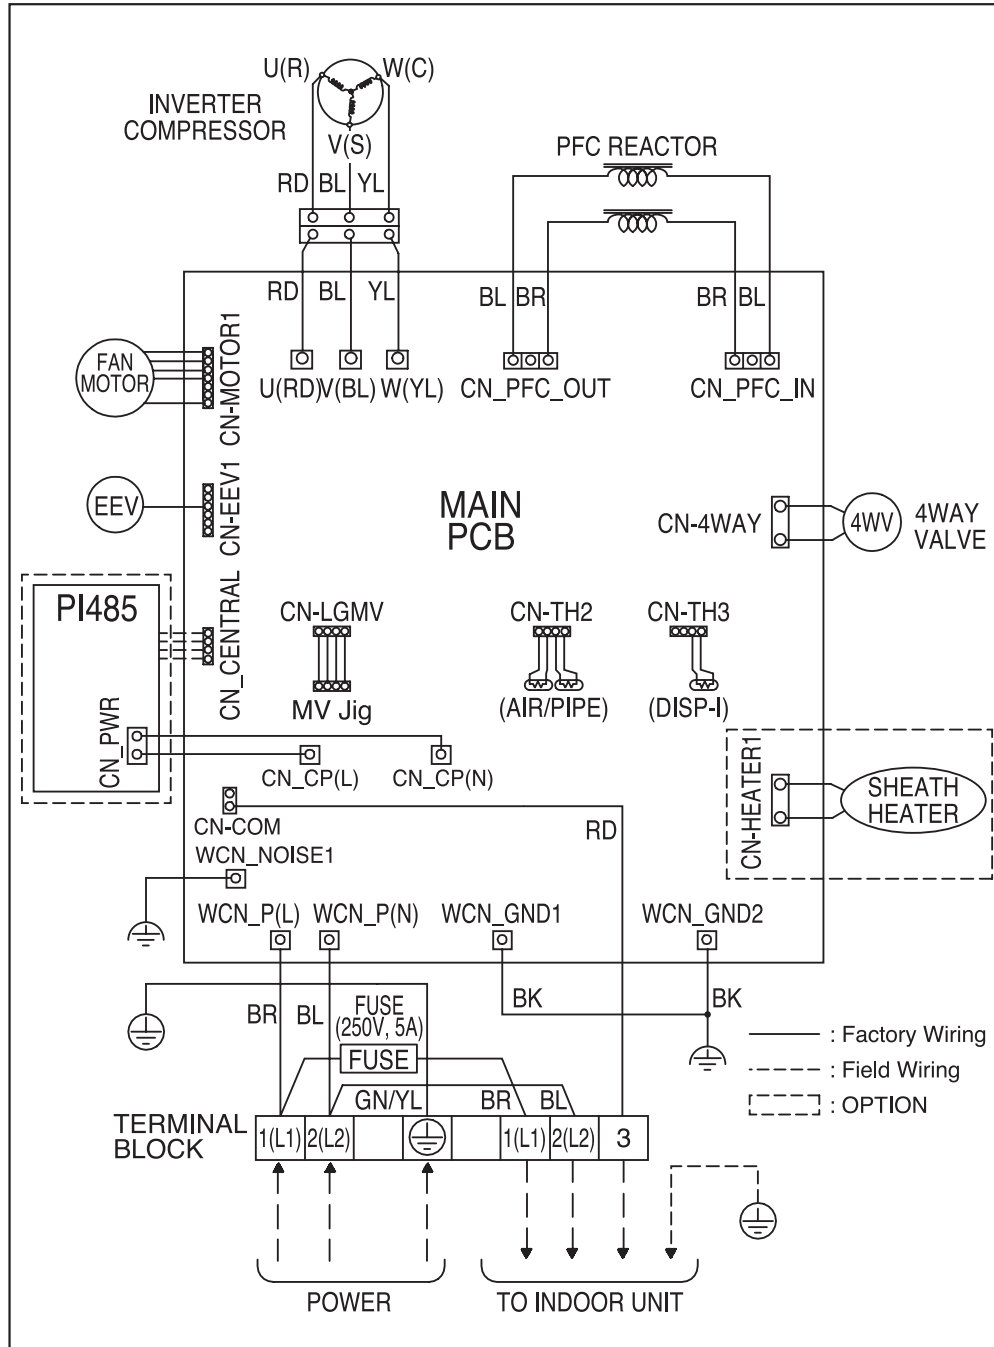 U(R)
W(C)
INVERTER
COMPRESSOR
V(S)
PFC REACTOR
RD BL YL
RD BL YL
BL BR
BR BL
FAN
MOTOR
CN-MOTOR1
U(RD) V(BL) W(YL)
CN_PFC_OUT
CN_PFC_IN
EEV
CN-EEV1
MAIN
PCB
CN-4WAY
4WV
4WAY
VALVE
PI485
CN_CENTRAL
CN-LGMV
CN-TH2
CN-TH3
MV Jig
(AIR/PIPE)
(DISP-I)
CN_PWR
CN_CP(L)
CN_CP(N)
CN-HEATER1
SHEATH
HEATER
CN-COM
RD
WCN_NOISE1
WCN_P(L)
WCN_P(N)
WCN_GND1
WCN_GND2
BR
BL
FUSE
(250V, 5A)
BK
BK
FUSE
: Factory Wiring
: Field Wiring
: OPTION
GN/YL
BR
BL
TERMINAL
BLOCK
1(L1) 2(L2) 1(L1) 2(L2) 3
POWER
TO INDOOR UNIT